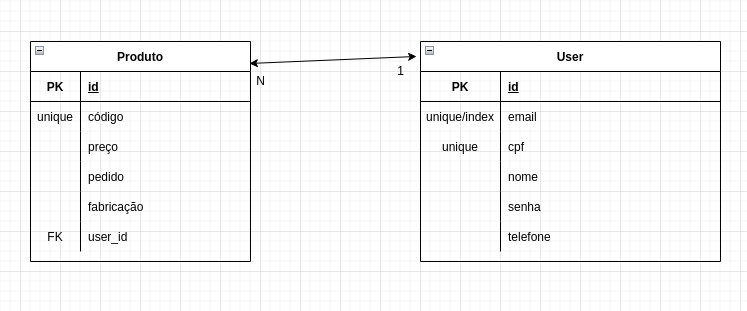 Produto
PK id
unique código
preço
pedido
fabricação
FK user_id
N
1
User
PK id
unique/index email
unique cpf
nome
senha
telefone